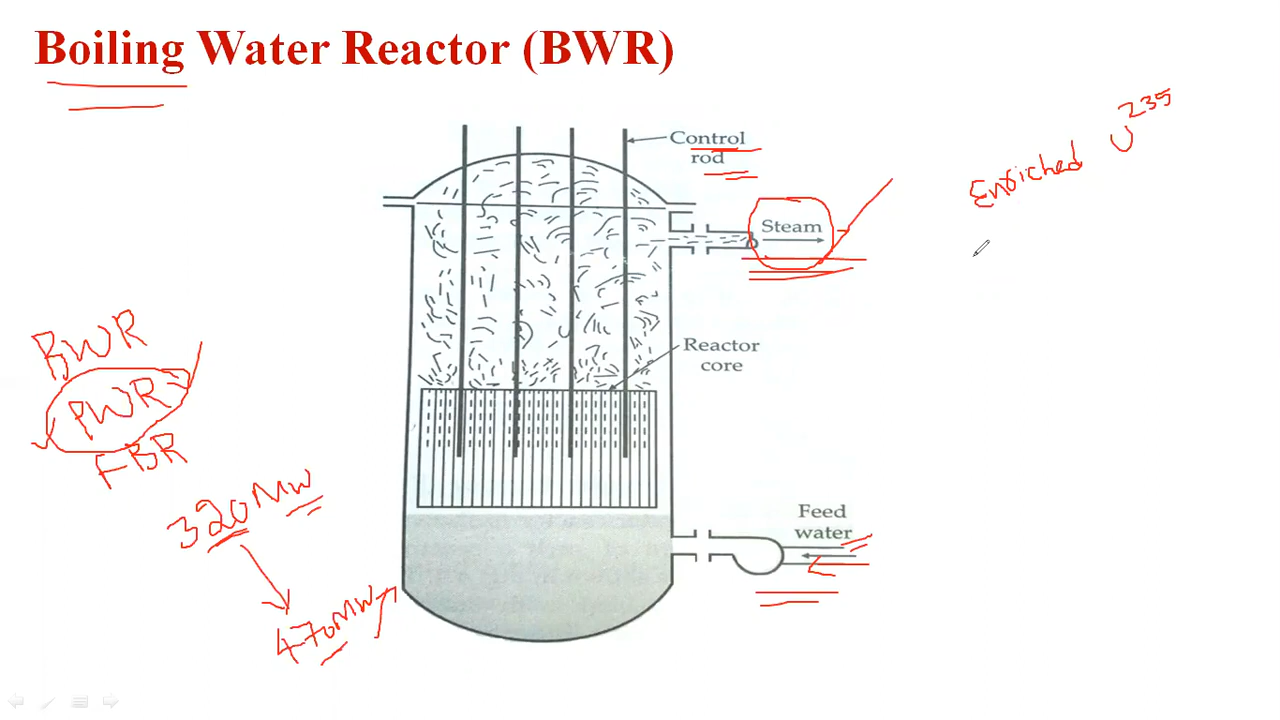 Boiling Water Reactor (BWR)
Control
rod
Steam
Enriched U²³⁵
Reactor
core
BWR
PWR
FBR
320MW
470MW
Feed
water